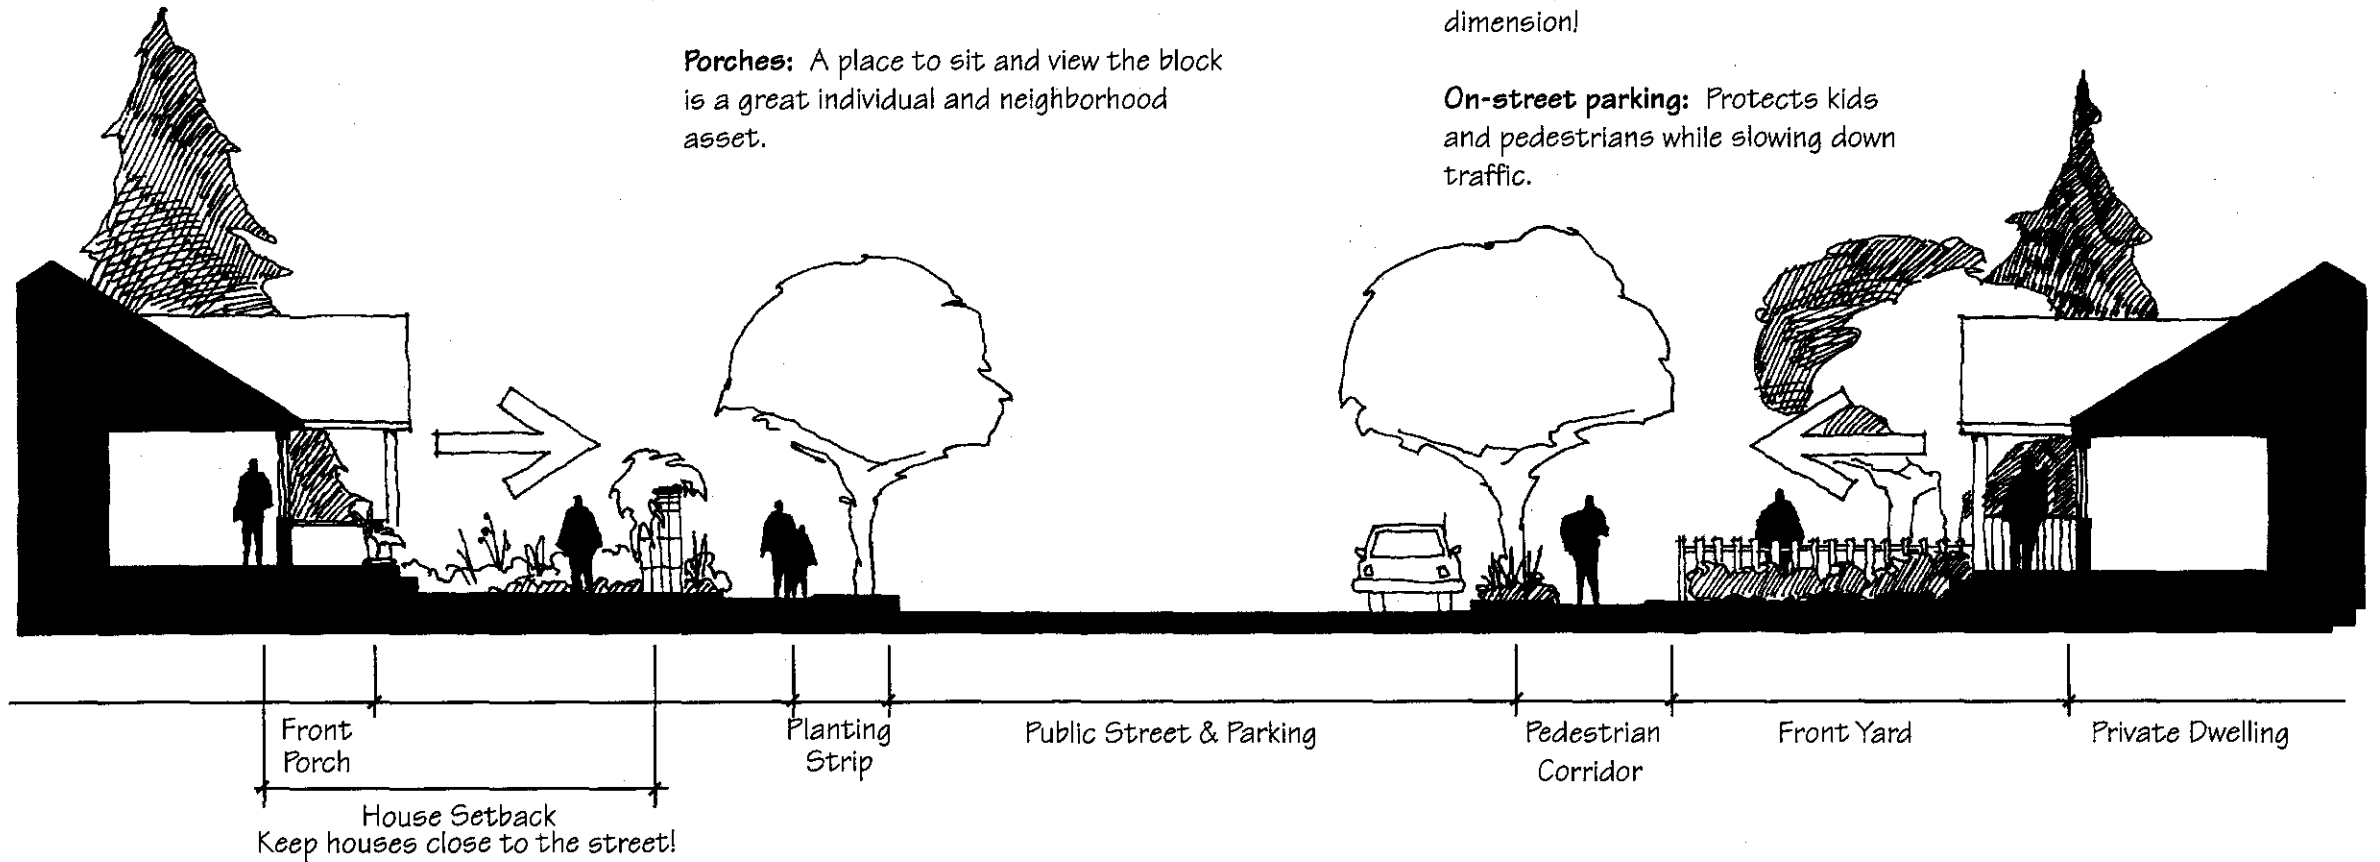 Porches: A place to sit and view the block
is a great individual and neighborhood
asset.
dimension!
On-street parking: Protects kids
and pedestrians while slowing down
traffic.
Front
Porch
Planting
Strip
Public Street & Parking
Pedestrian
Corridor
Front Yard
Private Dwelling
House Setback
Keep houses close to the street!